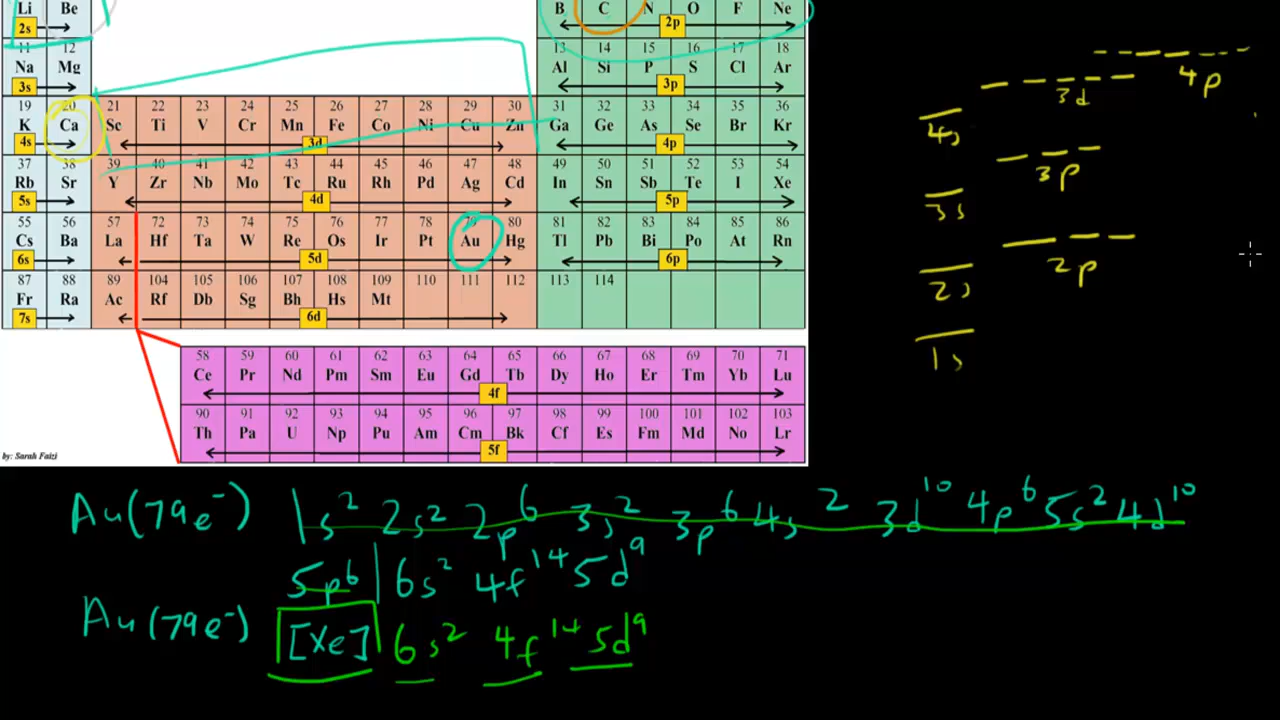 Li Be B C N O F Ne
2s 2p
11 12 13 14 15 16 17 18
Na Mg Al Si P S Cl Ar
3s 3p
19 20 21 22 23 24 25 26 27 28 29 30 31 32 33 34 35 36
K Ca Sc Ti V Cr Mn Fe Co Ni Cu Zn Ga Ge As Se Br Kr
4s 3d 4p
37 38 39 40 41 42 43 44 45 46 47 48 49 50 51 52 53 54
Rb Sr Y Zr Nb Mo Tc Ru Rh Pd Ag Cd In Sn Sb Te I Xe
5s 4d 5p
55 56 57 72 73 74 75 76 77 78 79 80 81 82 83 84 85 86
Cs Ba La Hf Ta W Re Os Ir Pt Au Hg Tl Pb Bi Po At Rn
6s 5d 6p
87 88 89 104 105 106 107 108 109 110 111 112 113 114
Fr Ra Ac Rf Db Sg Bh Hs Mt
7s 6d
58 59 60 61 62 63 64 65 66 67 68 69 70 71
Ce Pr Nd Pm Sm Eu Gd Tb Dy Ho Er Tm Yb Lu
4f
90 91 92 93 94 95 96 97 98 99 100 101 102 103
Th Pa U Np Pu Am Cm Bk Cf Es Fm Md No Lr
5f
by: Sarah Faizi
4p
3d
4s
3p
3s
2p
2s
1s
Au(79e⁻) 1s² 2s² 2p⁶ 3s² 3p⁶ 4s² 3d¹⁰ 4p⁶ 5s² 4d¹⁰
5p⁶ | 6s² 4f¹⁴ 5d⁹
Au(79e⁻) [Xe] 6s² 4f¹⁴ 5d⁹